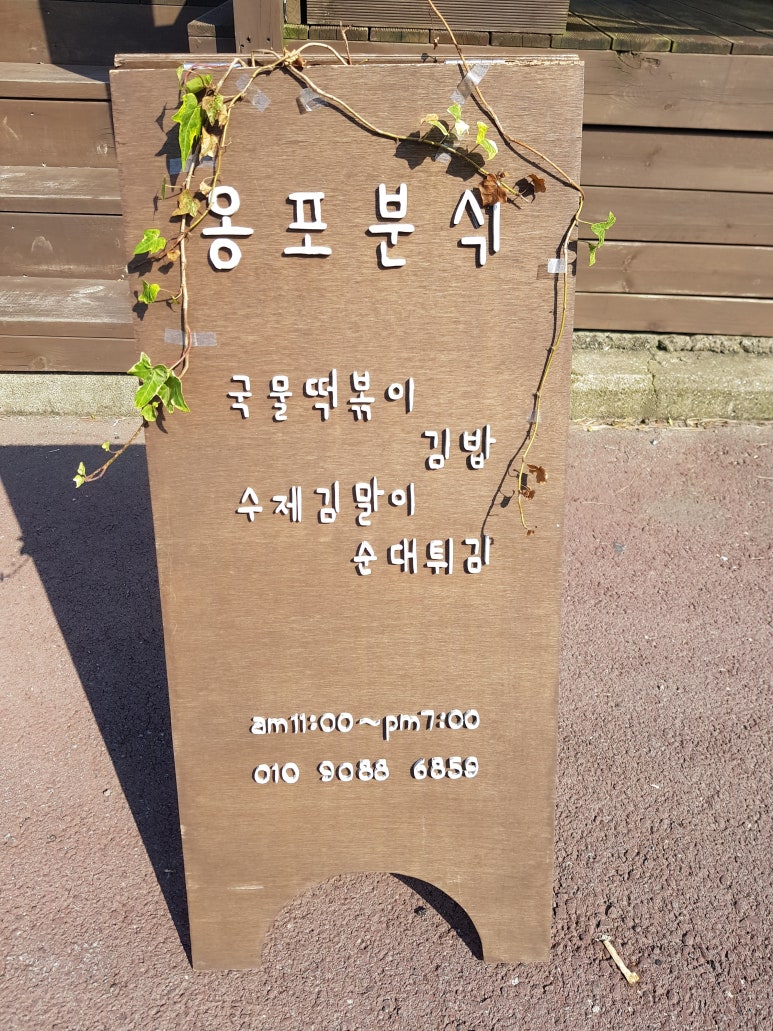 옹포분식
국물떡볶이
김밥
수제김말이
순대튀김
am11:00~pm7:00
010 9088 6859